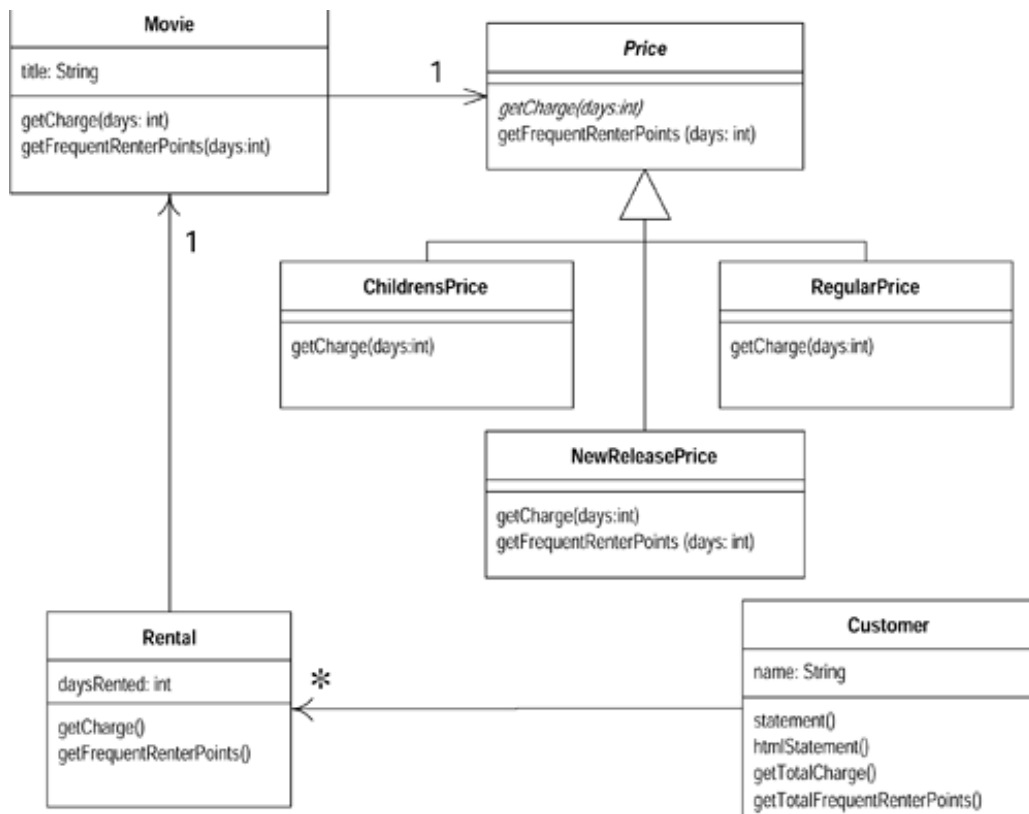 Movie
title: String
getCharge(days: int)
getFrequentRenterPoints(days:int)
1
Price
getCharge(days:int)
getFrequentRenterPoints (days: int)
1
ChildrensPrice
getCharge(days:int)
RegularPrice
getCharge(days:int)
NewReleasePrice
getCharge(days:int)
getFrequentRenterPoints (days: int)
Rental
daysRented: int
getCharge()
getFrequentRenterPoints()
*
Customer
name: String
statement()
htmlStatement()
getTotalCharge()
getTotalFrequentRenterPoints()